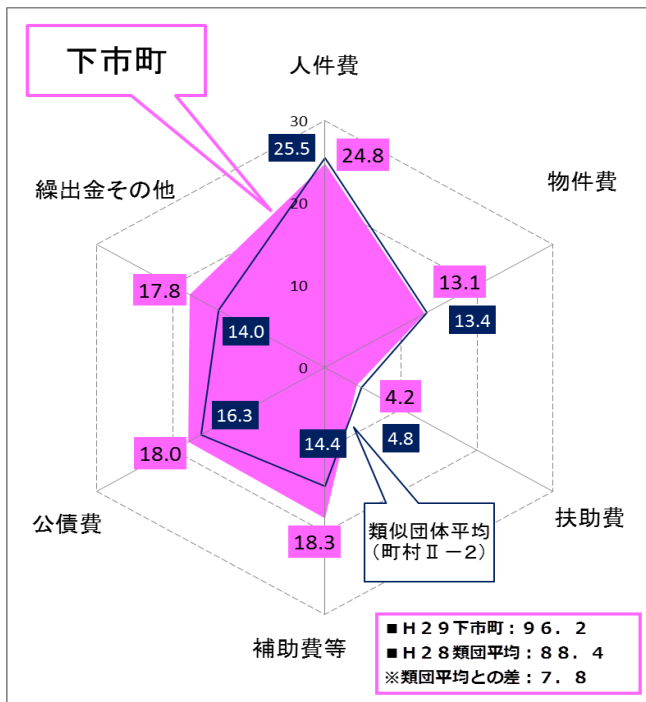 下市町
人件費
30
25.5
24.8
物件費
繰出金その他
20
13.1
17.8
10
13.4
14.0
0
4.2
16.3
14.4
4.8
18.0
公債費
18.3
類似団体平均
(町村Ⅱ－2)
扶助費
補助費等
■Ｈ２９下市町：９６．２
■Ｈ２８類団平均：８８．４
※類団平均との差：７．８